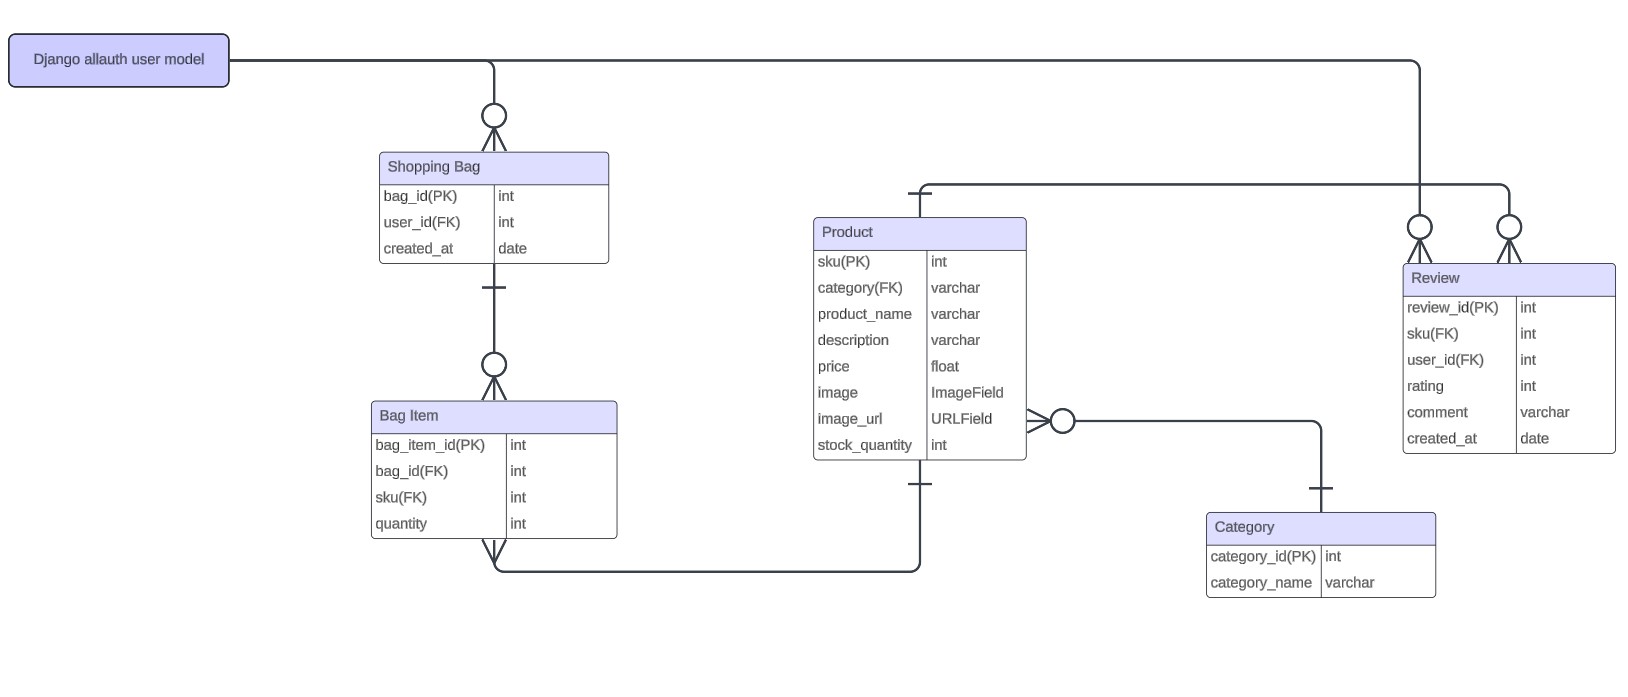 Django allauth user model
Shopping Bag
bag_id(PK) int
user_id(FK) int
created_at date
Bag Item
bag_item_id(PK) int
bag_id(FK) int
sku(FK) int
quantity int
Product
sku(PK) int
category(FK) varchar
product_name varchar
description varchar
price float
image ImageField
image_url URLField
stock_quantity int
Review
review_id(PK) int
sku(FK) int
user_id(FK) int
rating int
comment varchar
created_at date
Category
category_id(PK) int
category_name varchar